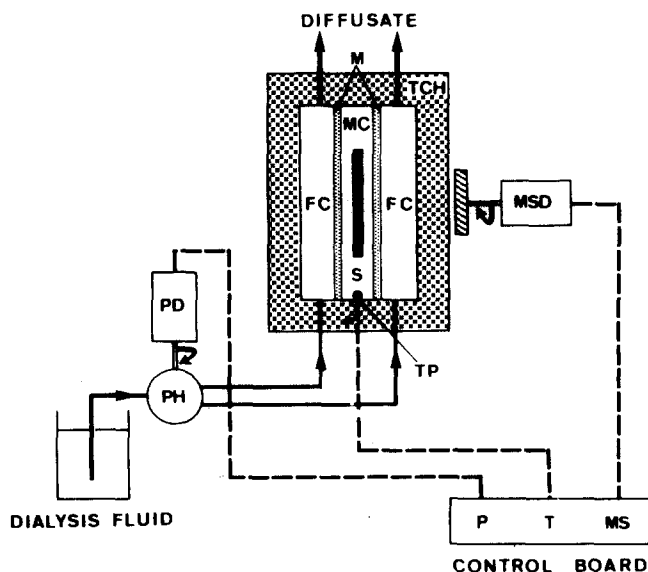 DIFFUSATE
M
TCH
MC
FC
FC
MSD
S
PD
TP
PH
DIALYSIS FLUID
P T MS
CONTROL BOARD